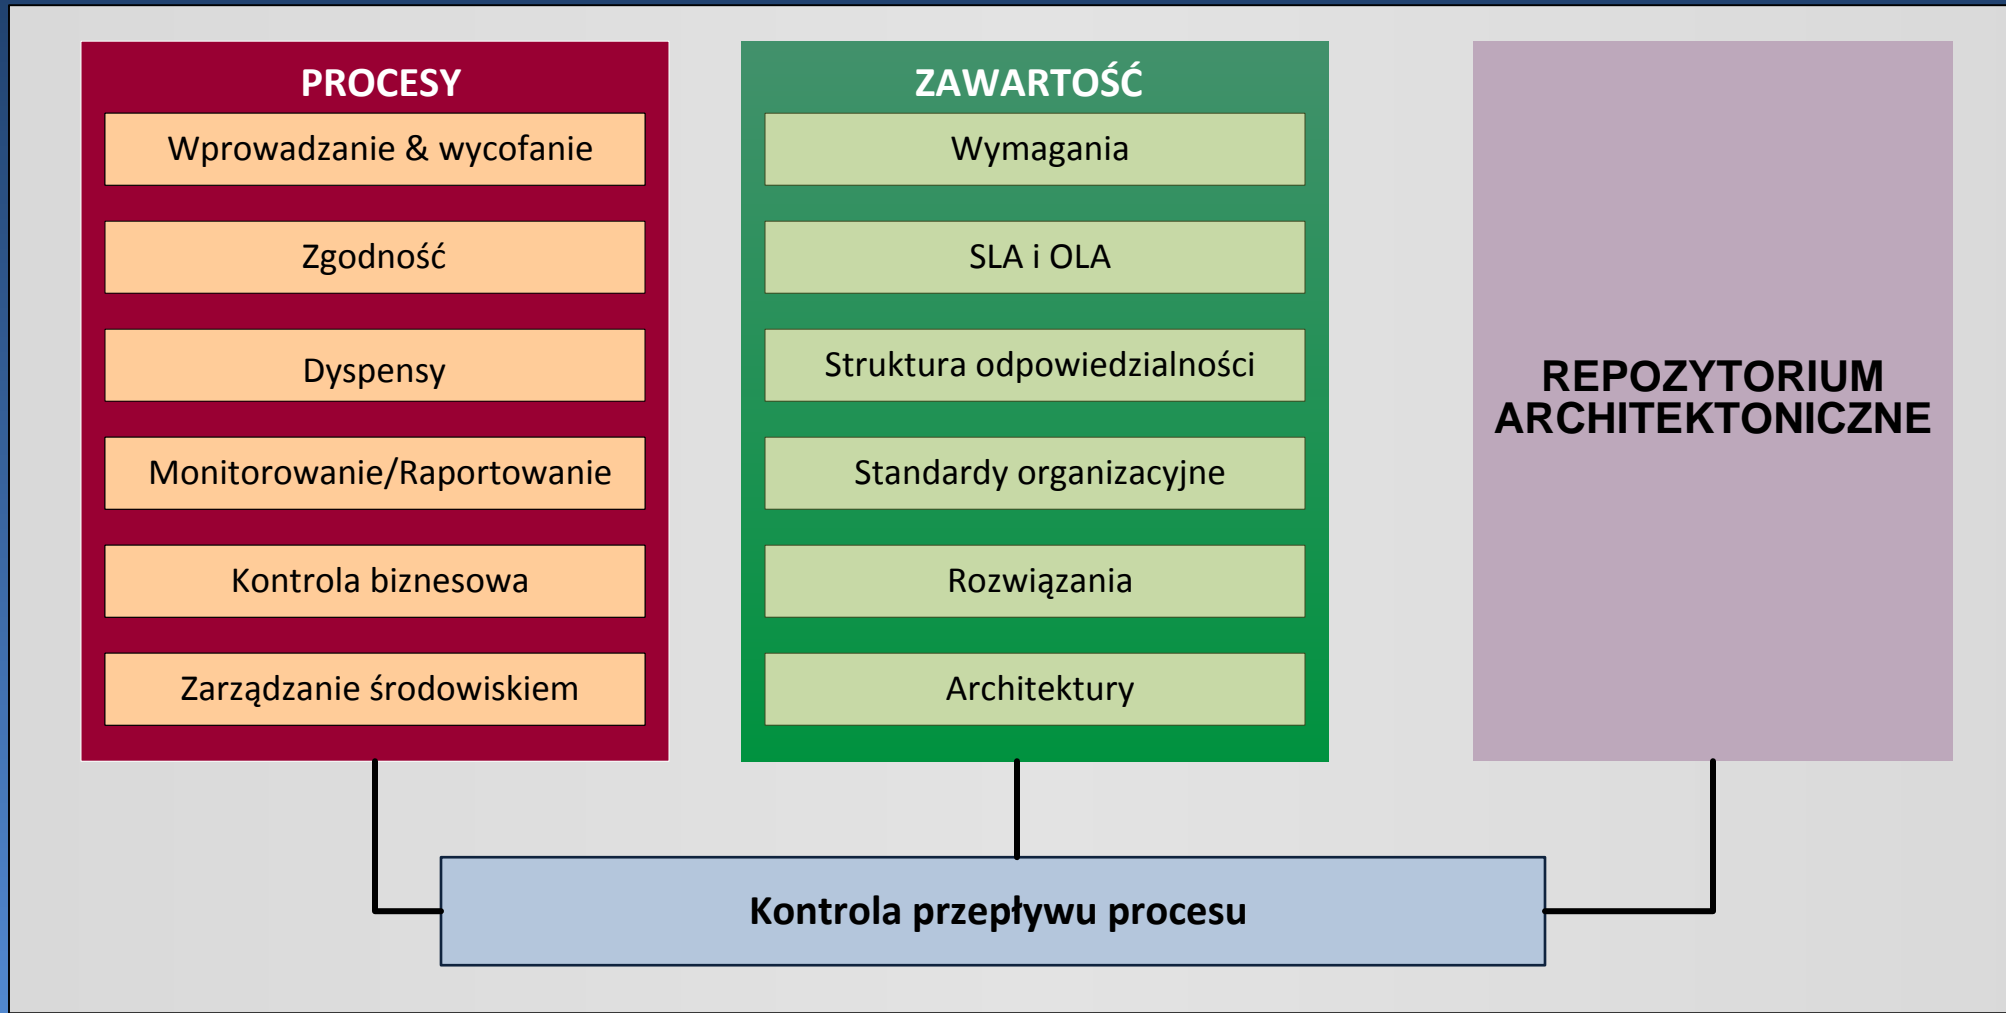 PROCESY
Wprowadzanie & wycofanie
Zgodność
Dyspensy
Monitorowanie/Raportowanie
Kontrola biznesowa
Zarządzanie środowiskiem
ZAWARTOŚĆ
Wymagania
SLA i OLA
Struktura odpowiedzialności
Standardy organizacyjne
Rozwiązania
Architektury
REPOZYTORIUM
ARCHITEKTONICZNE
Kontrola przepływu procesu